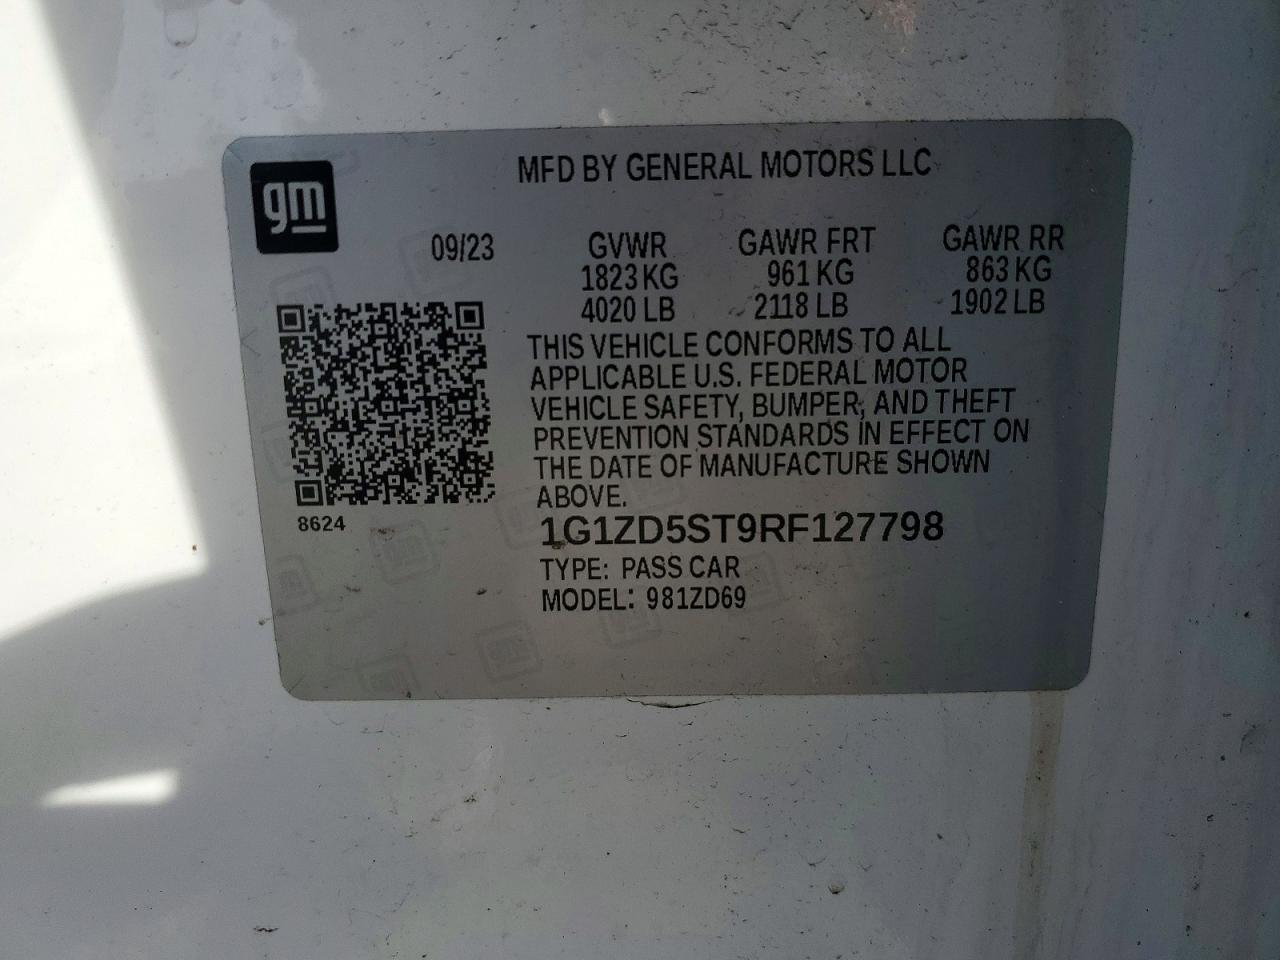 gm
MFD BY GENERAL MOTORS LLC
09/23
GVWR GAWR FRT GAWR RR
1823 KG 961 KG 863 KG
4020 LB 2118 LB 1902 LB
THIS VEHICLE CONFORMS TO ALL
APPLICABLE U.S. FEDERAL MOTOR
VEHICLE SAFETY, BUMPER, AND THEFT
PREVENTION STANDARDS IN EFFECT ON
THE DATE OF MANUFACTURE SHOWN
ABOVE.
8624
1G1ZD5ST9RF127798
TYPE: PASS CAR
MODEL: 981ZD69